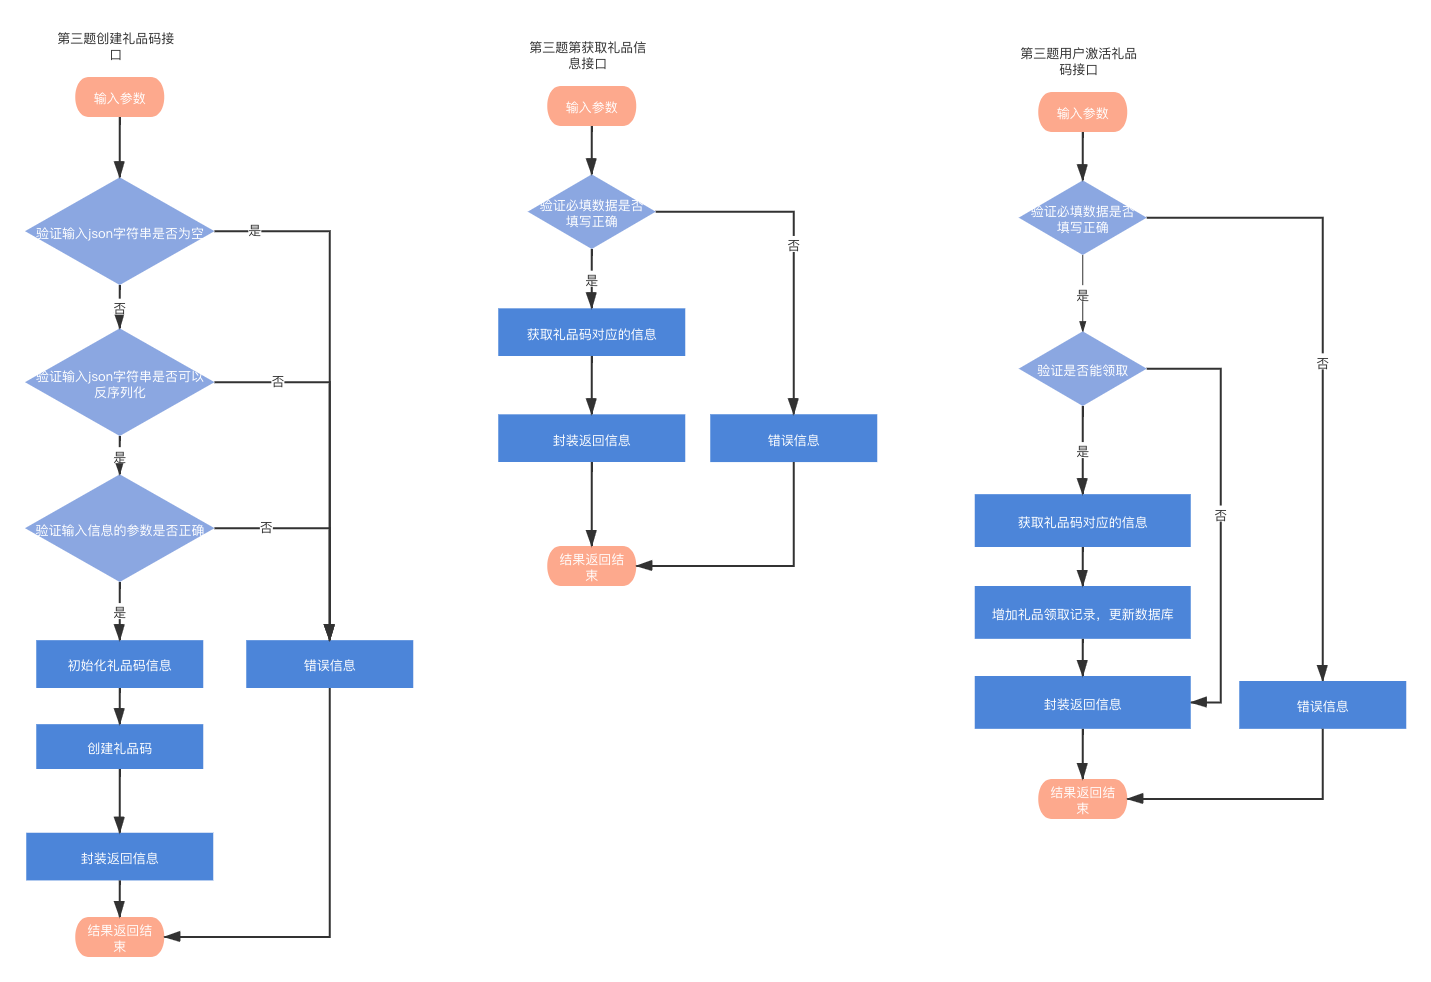 第三题创建礼品码接
口
输入参数
验证输入json字符串是否为空
是
否
验证输入json字符串是否可以
反序列化
否
是
验证输入信息的参数是否正确
否
是
初始化礼品码信息
错误信息
创建礼品码
封装返回信息
结果返回结
束
第三题第获取礼品信
息接口
输入参数
验证必填数据是否
填写正确
否
是
获取礼品码对应的信息
封装返回信息
错误信息
结果返回结
束
第三题用户激活礼品
码接口
输入参数
验证必填数据是否
填写正确
是
否
验证是否能领取
是
否
获取礼品码对应的信息
增加礼品领取记录，更新数据库
封装返回信息
错误信息
结果返回结
束